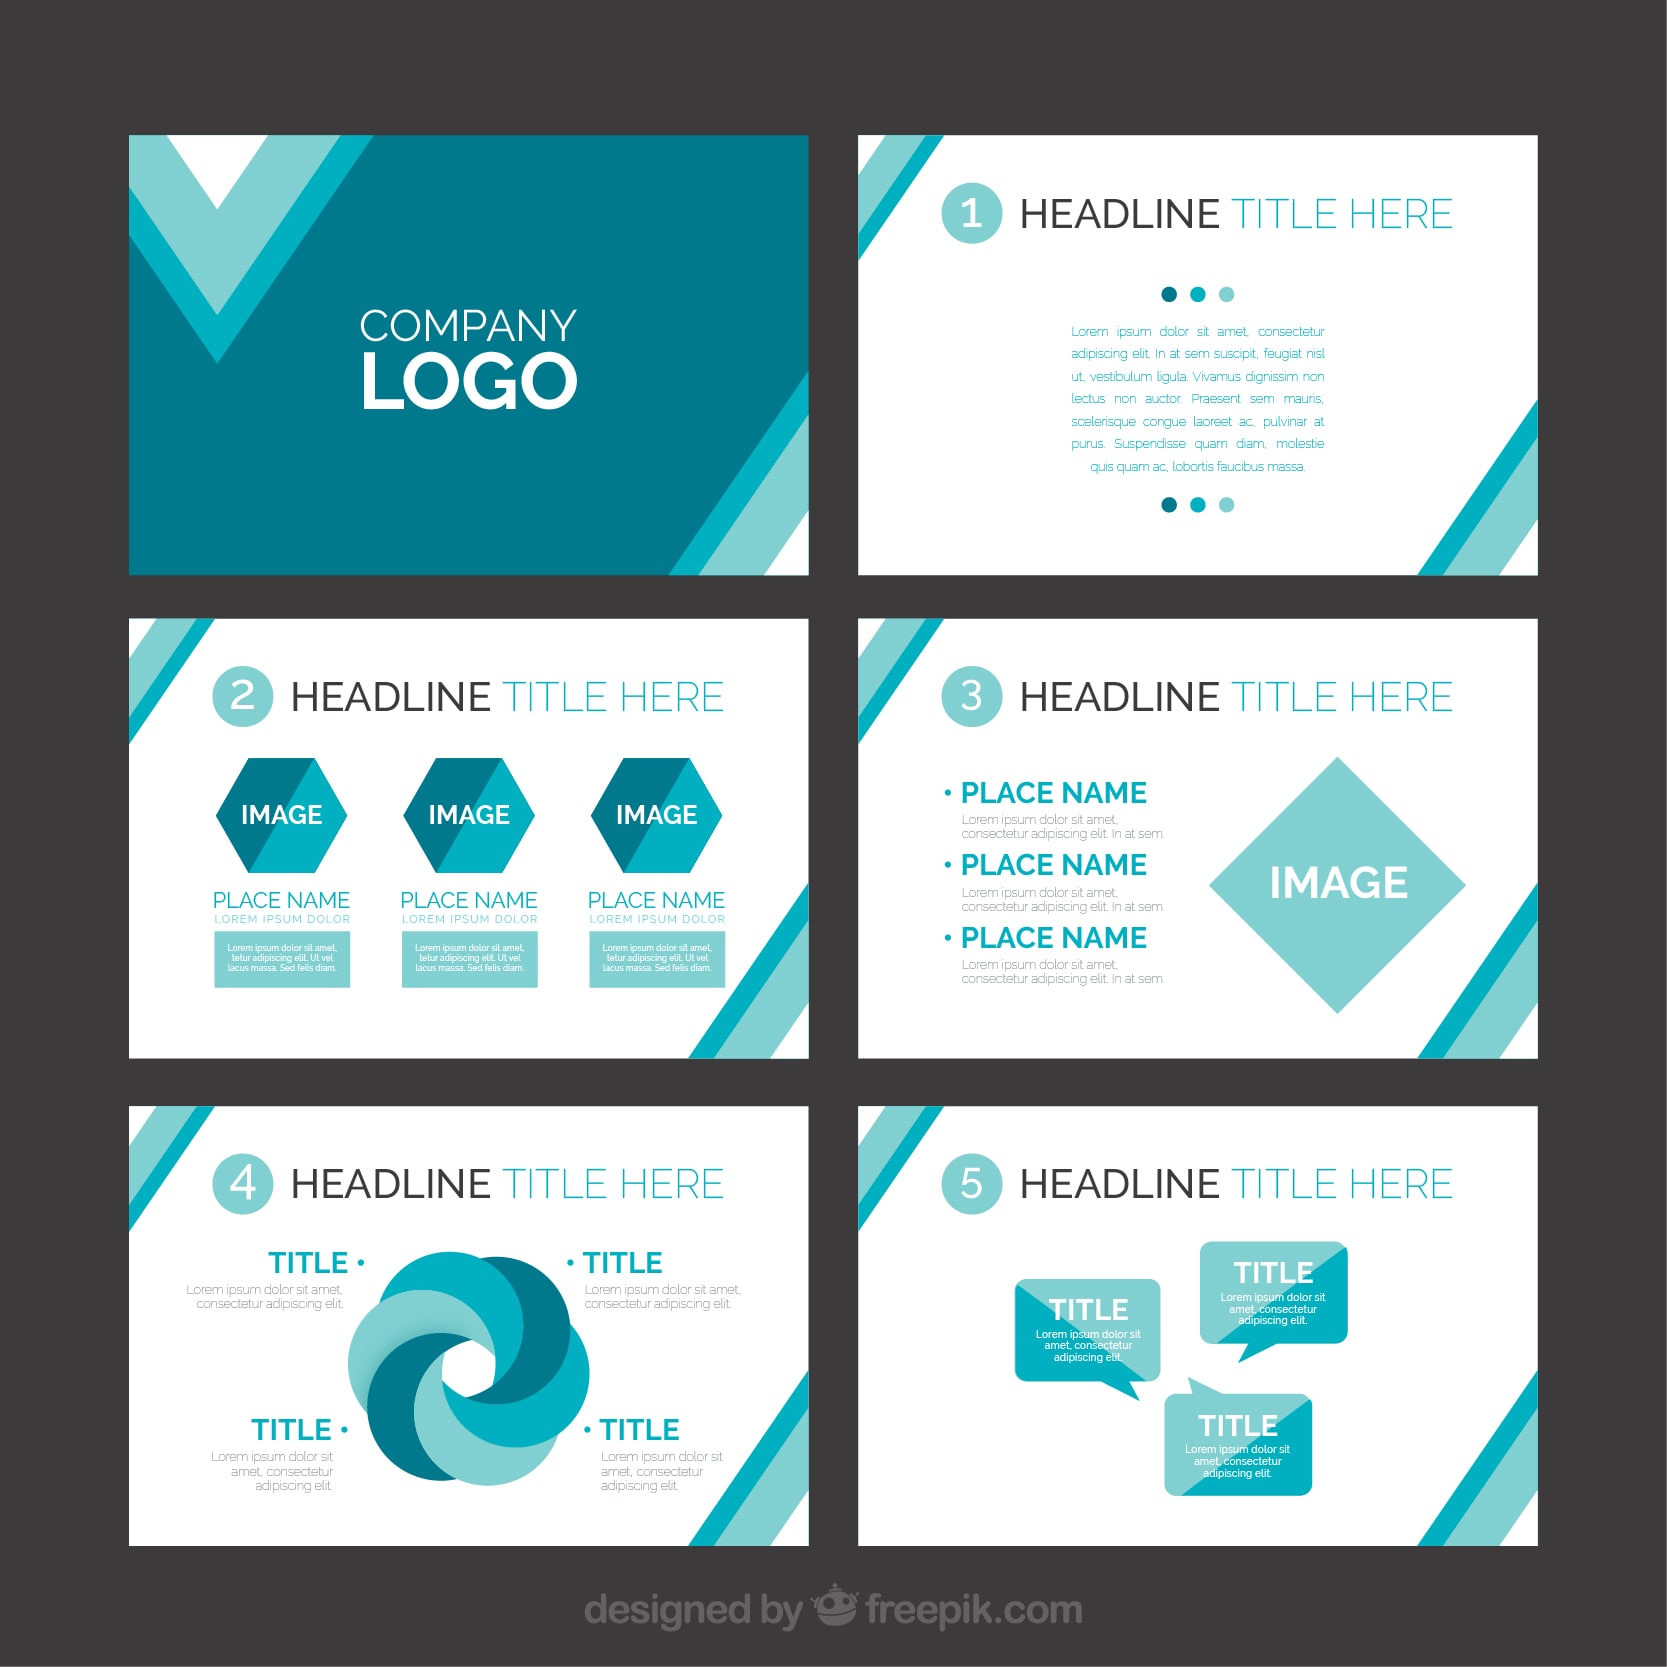 COMPANY
LOGO
1 HEADLINE TITLE HERE
Lorem ipsum dolor sit amet, consectetur
adipiscing elit. In at sem suscipit, feugiat nisl
ut, vestibulum ligula. Vivamus dignissim non
lectus non auctor. Praesent sem mauris,
scelerisque congue laoreet ac, pulvinar at
purus. Suspendisse quam diam, molestie
quis quam ac, lobortis faucibus massa.
2 HEADLINE TITLE HERE
IMAGE
PLACE NAME
LOREM IPSUM DOLOR
Lorem ipsum dolor sit amet,
tetur adipiscing elit. Ut vel
lacus massa. Sed felis diam.
IMAGE
PLACE NAME
LOREM IPSUM DOLOR
Lorem ipsum dolor sit amet,
tetur adipiscing elit. Ut vel
lacus massa. Sed felis diam.
IMAGE
PLACE NAME
LOREM IPSUM DOLOR
Lorem ipsum dolor sit amet,
tetur adipiscing elit. Ut vel
lacus massa. Sed felis diam.
3 HEADLINE TITLE HERE
• PLACE NAME
Lorem ipsum dolor sit amet,
consectetur adipiscing elit. In at sem.
• PLACE NAME
Lorem ipsum dolor sit amet,
consectetur adipiscing elit. In at sem.
• PLACE NAME
Lorem ipsum dolor sit amet,
consectetur adipiscing elit. In at sem.
IMAGE
4 HEADLINE TITLE HERE
TITLE •
Lorem ipsum dolor sit amet,
consectetur adipiscing elit.
• TITLE
Lorem ipsum dolor sit amet,
consectetur adipiscing elit.
TITLE •
Lorem ipsum dolor sit
amet, consectetur
adipiscing elit.
• TITLE
Lorem ipsum dolor sit
amet, consectetur
adipiscing elit.
5 HEADLINE TITLE HERE
TITLE
Lorem ipsum dolor sit
amet, consectetur
adipiscing elit.
TITLE
Lorem ipsum dolor sit
amet, consectetur
adipiscing elit.
TITLE
Lorem ipsum dolor sit
amet, consectetur
adipiscing elit.
designed by freepik.com